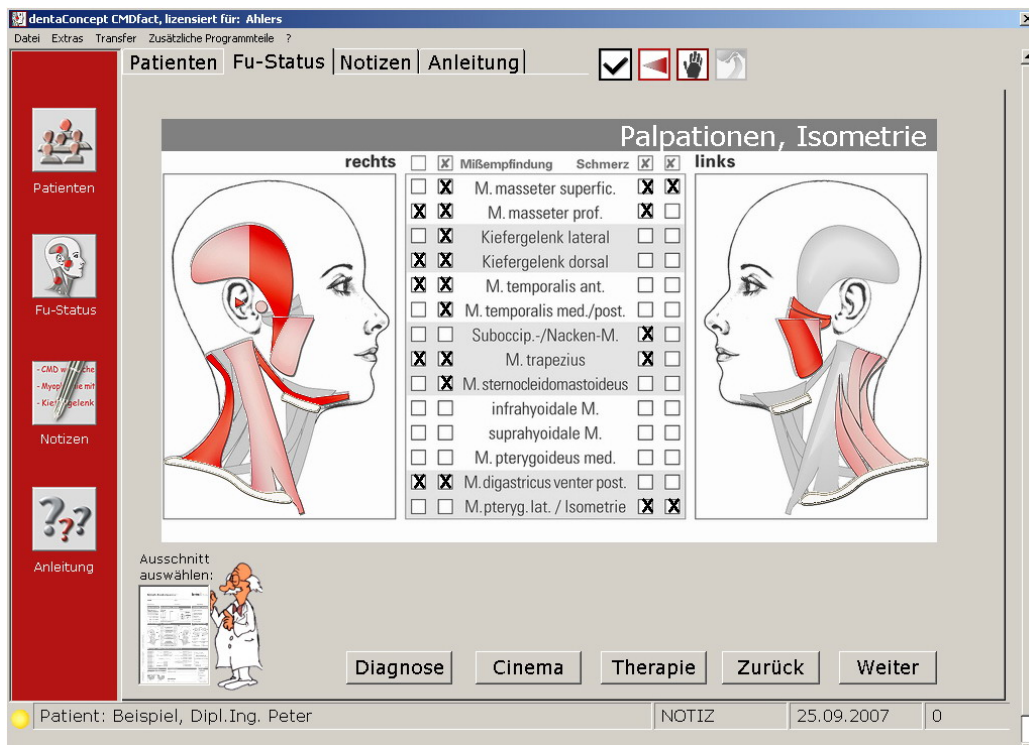 dentaConcept CMDfact, lizensiert für: Ahlers
Datei Extras Transfer Zusätzliche Programmteile ?
Patienten Fu-Status Notizen Anleitung
Patienten
Fu-Status
Notizen
???
Anleitung
Palpationen, Isometrie
rechts Mißempfindung Schmerz links
M. masseter superfic.
M. masseter prof.
Kiefergelenk lateral
Kiefergelenk dorsal
M. temporalis ant.
M. temporalis med./post.
Suboccip.-/Nacken-M.
M. trapezius
M. sternocleidomastoideus
infrahyoidale M.
suprahyoidale M.
M. pterygoideus med.
M. digastricus venter post.
M. pteryg. lat. / Isometrie
Ausschnitt
auswählen:
Diagnose Cinema Therapie Zurück Weiter
Patient: Beispiel, Dipl.Ing. Peter NOTIZ 25.09.2007 0